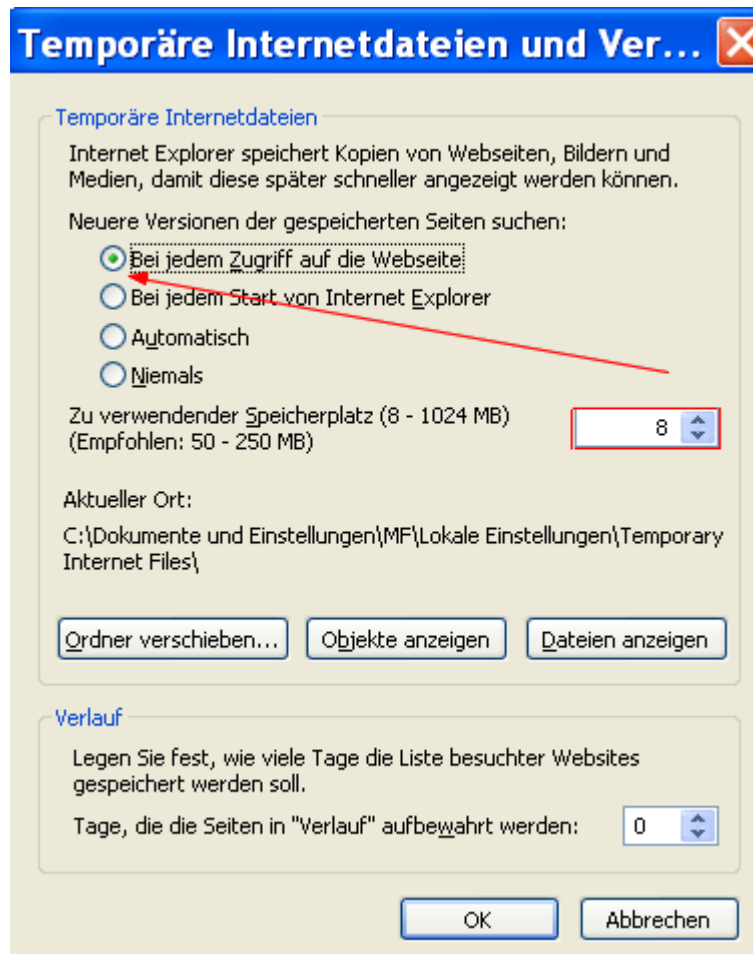 Temporäre Internetdateien und Ver...
Temporäre Internetdateien
Internet Explorer speichert Kopien von Webseiten, Bildern und
Medien, damit diese später schneller angezeigt werden können.
Neuere Versionen der gespeicherten Seiten suchen:
Bei jedem Zugriff auf die Webseite
Bei jedem Start von Internet Explorer
Automatisch
Niemals
Zu verwendender Speicherplatz (8 - 1024 MB)
(Empfohlen: 50 - 250 MB)
8
Aktueller Ort:
C:\Dokumente und Einstellungen\MF\Lokale Einstellungen\Temporary
Internet Files\
Ordner verschieben... Objekte anzeigen Dateien anzeigen
Verlauf
Legen Sie fest, wie viele Tage die Liste besuchter Websites
gespeichert werden soll.
Tage, die die Seiten in "Verlauf" aufbewahrt werden: 0
OK Abbrechen